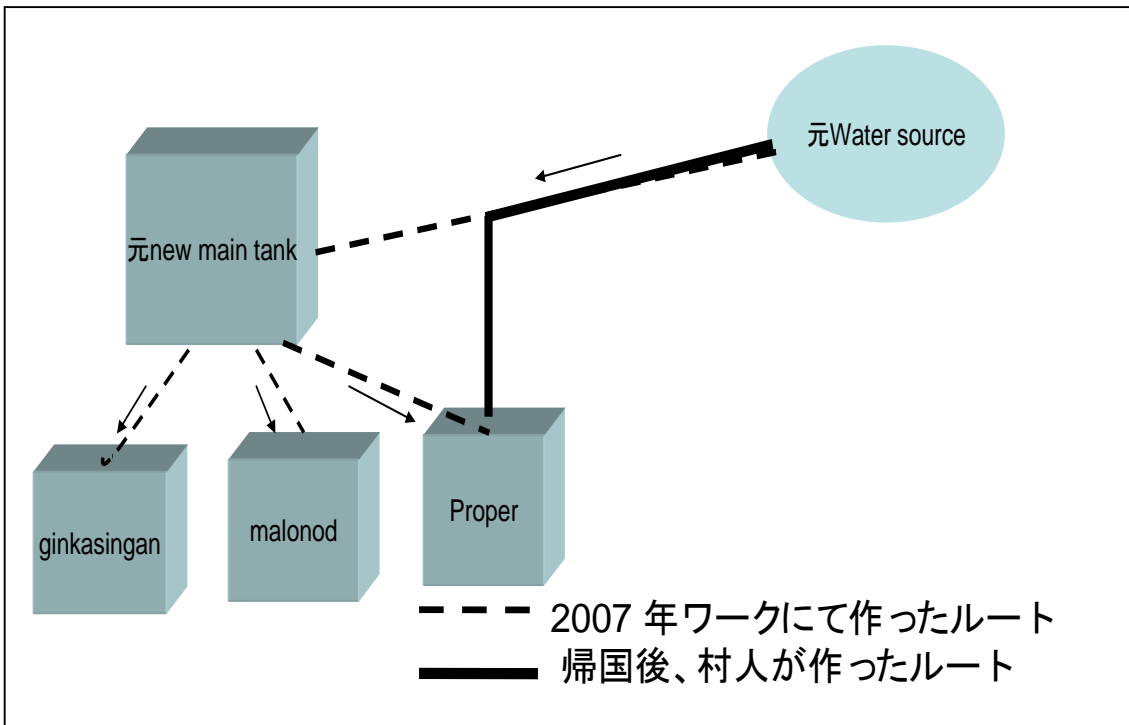 元Water source
元new main tank
ginkasingan
malonod
Proper
2007 年ワークにて作ったルート
帰国後、村人が作ったルート